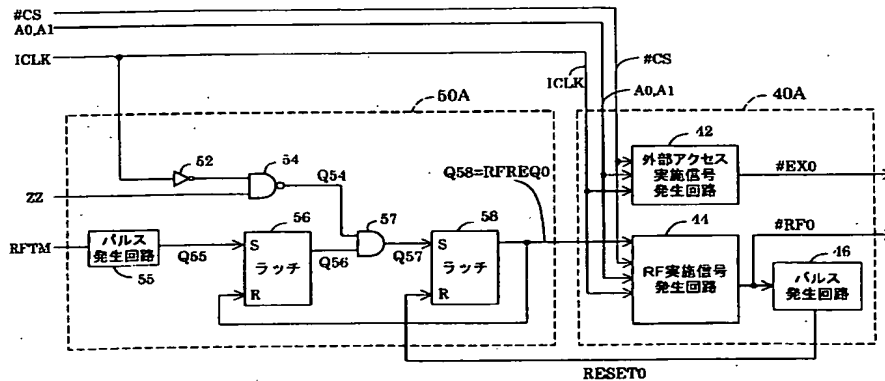 #CS
A0,A1
ICLK
#CS
ICLK
A0,A1
50A
40A
52
54
Q54
ZZ
Q58=RFREQ0
42
外部アクセス
実施信号
発生回路
#EX0
RFTM
パルス
発生回路
55
Q55
56
S
ラッチ
R
Q56
57
Q57
58
S
ラッチ
R
44
RF実施信号
発生回路
#RF0
46
パルス
発生回路
RESET0